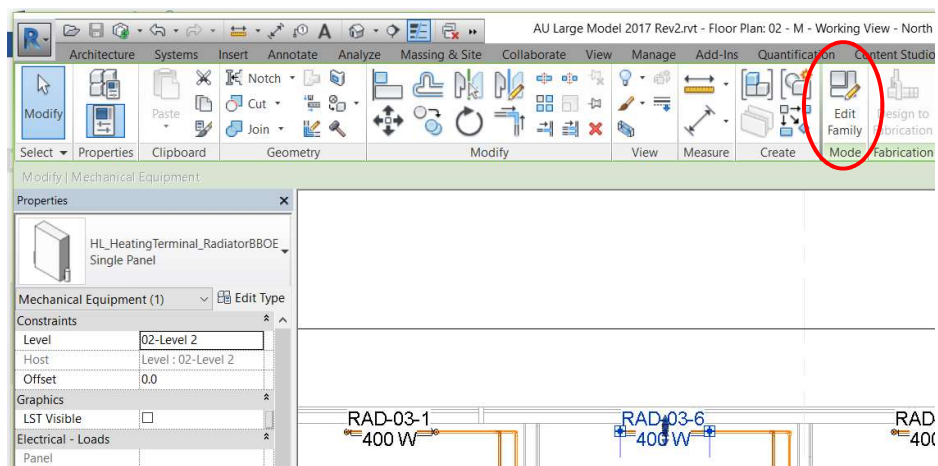 AU Large Model 2017 Rev2.rvt - Floor Plan: 02 - M - Working View - North
Architecture Systems Insert Annotate Analyze Massing & Site Collaborate View Manage Add-Ins Quantification Content Studio
Notch
Cut
Join
Modify
Paste
Edit
Family
Design to
Fabrication
Select Properties Clipboard Geometry Modify View Measure Create Mode Fabrication
Modify | Mechanical Equipment
Properties
HL_HeatingTerminal_RadiatorBBOE
Single Panel
Mechanical Equipment (1) Edit Type
Constraints
Level 02-Level 2
Host Level : 02-Level 2
Offset 0.0
Graphics
LST Visible
Electrical - Loads
Panel
RAD-03-1 RAD-03-6 RAD-
400 W 400 W 400